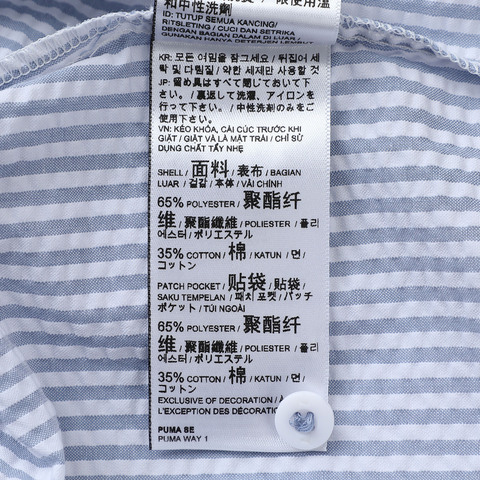 和中性洗劑
ID: TUTUP SEMUA KANCING/
RITSLETING / CUCI DAN SETRIKA
DENGAN BAGIAN DALAM DI LUAR /
GUNAKAN HANYA DETERJEN LEMBUT
KR: 모든 여밈을 잠그세요 / 뒤집어 세
탁 및 다림질 / 약한 세제만 사용할 것
JP: 留め具はすべて閉じておいて下
さい。 / 裏返して洗濯、アイロンを
行って下さい。 / 中性洗剤のみをご
使用下さい。
VN: KÉO KHÓA, CÀI CÚC TRƯỚC KHI
GIẶT / GIẶT VÀ LÀ MẶT TRÁI / CHỈ SỬ
DỤNG CHẤT TẨY NHẸ
SHELL / 面料 / 表布 / BAGIAN
LUAR / 겉감 / 本体 / VẢI CHÍNH
65% POLYESTER / 聚酯纤
维 / 聚酯纖維 / POLIESTER / 폴리
에스터 / ポリエステル
35% COTTON / 棉 / KATUN / 면 /
コットン
PATCH POCKET / 贴袋 / 貼袋 /
SAKU TEMPELAN / 패치 포켓 / パッチ
ポケット / TÚI NGOÀI
65% POLYESTER / 聚酯纤
维 / 聚酯纖維 / POLIESTER / 폴리
에스터 / ポリエステル
35% COTTON / 棉 / KATUN / 면 /
コットン
EXCLUSIVE OF DECORATION / À
L'EXCEPTION DES DÉCORATIONS
PUMA SE
PUMA WAY 1